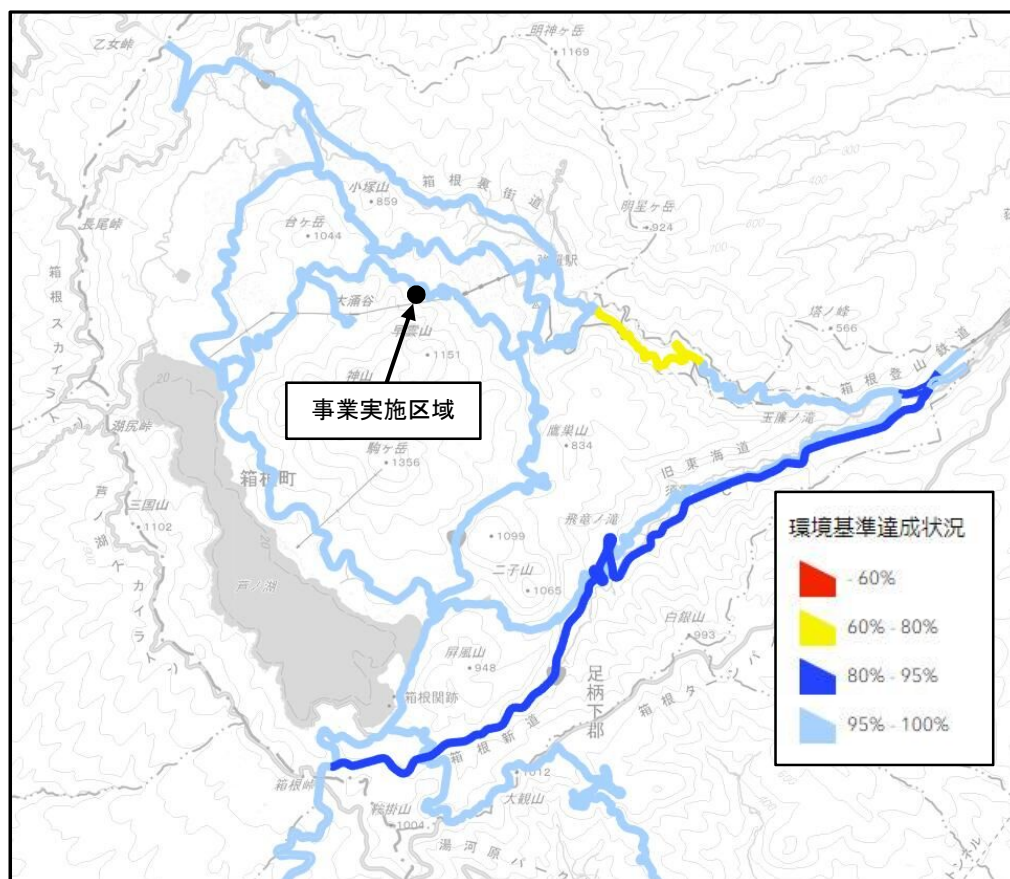 乙女峠
明神ヶ岳
1169
小塚山
859
箱根裏街道
明星ヶ岳
924
長尾峠
台ヶ岳
1044
箱根スカイライン
大涌谷
早雲山
1151
塔ノ峰
566
箱根登山鉄道
神山
事業実施区域
玉簾ノ滝
湖尻峠
駒ヶ岳
1356
鷹巣山
834
旧東海道
箱根町
三国山
1102
飛竜ノ滝
1099
二子山
1065
芦ノ湖
芦ノ湖スカイライン
白銀山
993
屏風山
948
箱根関跡
足柄下郡
箱根新道
箱根峠
1012
大観山
鞍掛山
1004
湯河原パーク
トンネル
環境基準達成状況
- 60%
60% - 80%
80% - 95%
95% - 100%